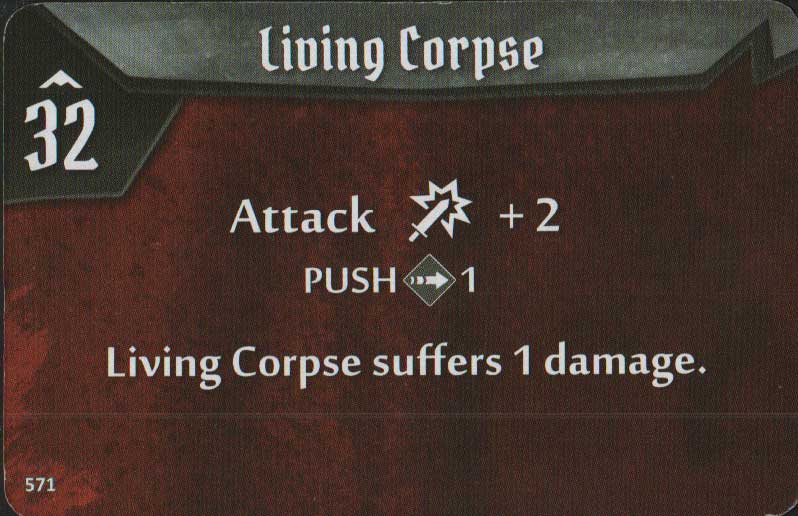 Living Corpse
32
Attack + 2
PUSH 1
Living Corpse suffers 1 damage.
571